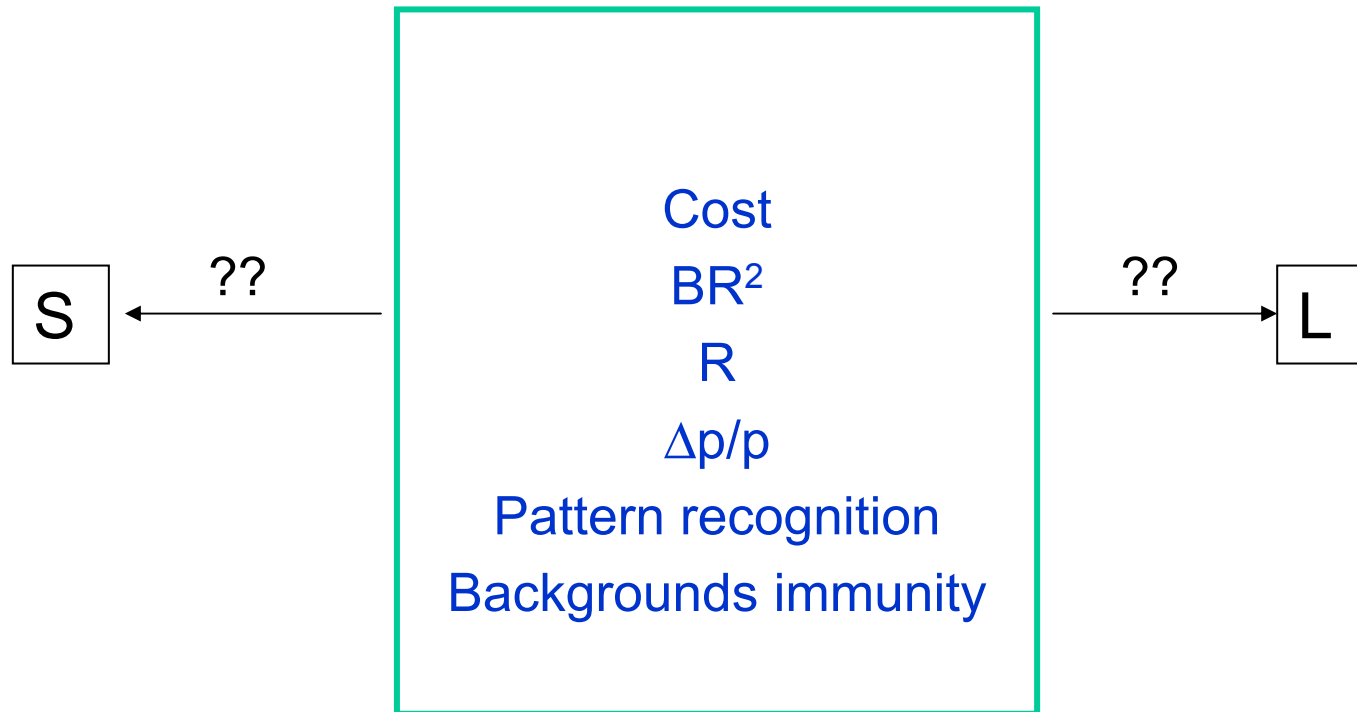 Cost
BR²
R
Δp/p
Pattern recognition
Backgrounds immunity
S
??
??
L